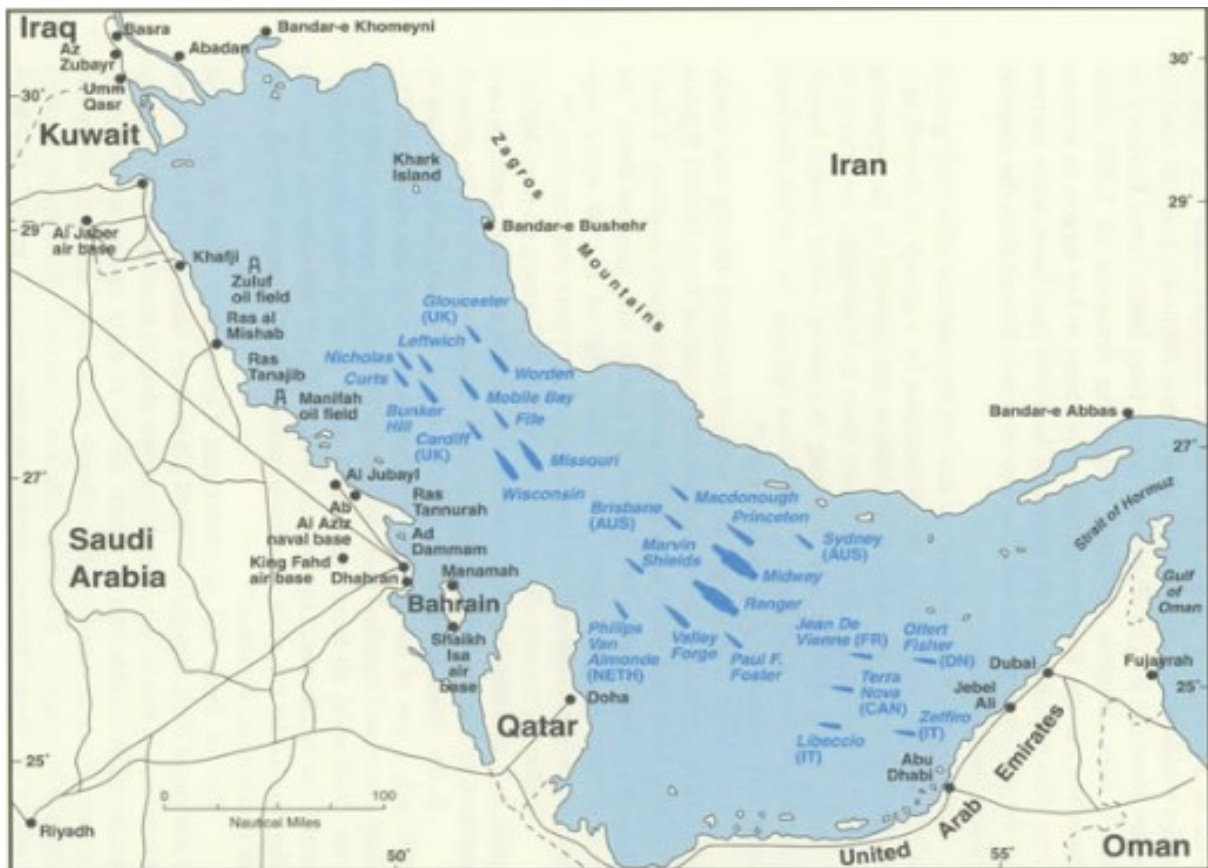 Iraq
Basra
Bandar-e Khomeyni
Az
Zubayr
Abadan
30
Umm
Qasr
30
Kuwait
Zagros
Khark
Island
Iran
29
Bandar-e Bushehr
29
Al Jaber
air base
Mountains
Khafji
Zuluf
oil field
Gloucester
(UK)
Ras al
Mishab
Leftwich
Nicholas
Worden
Ras
Tanajib
Curts
Mobile Bay
Manifah
oil field
Bunker
Hill
Fife
Bandar-e Abbas
Cardiff
(UK)
27
Missouri
27
Al Jubayl
Wisconsin
Ras
Tannurah
Macdonough
Strait of Hormuz
Ab
Al Aziz
naval base
Brisbane
(AUS)
Princeton
Saudi
Arabia
Ad
Dammam
Marvin
Shields
Sydney
(AUS)
King Fahd
air base
Dhahran
Manamah
Midway
Gulf
of
Oman
Bahrain
Ranger
Shaikh
Isa air
base
Philips
Van
Almonde
(NETH)
Valley
Forge
Paul F.
Foster
Jean De
Vienne (FR)
Olfert
Fisher
(DN)
Dubai
Fujayrah
25
Terra
Nova
(CAN)
Jebel
Ali
Doha
Qatar
Zeffiro
(IT)
Libeccio
(IT)
25
Abu
Dhabi
0
100
Nautical Miles
Riyadh
50
United Arab Emirates
55
Oman